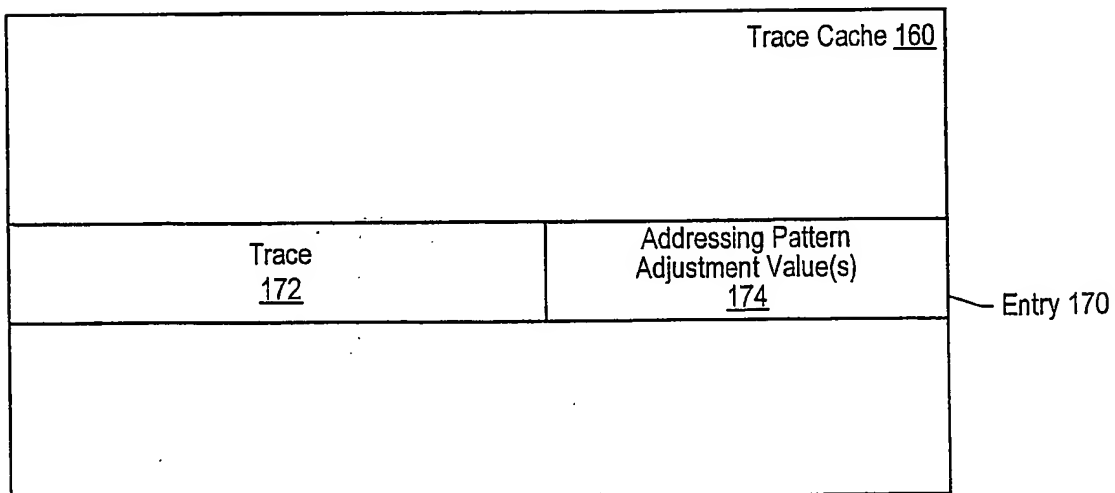 Trace Cache 160
Trace
172
Addressing Pattern
Adjustment Value(s)
174
Entry 170